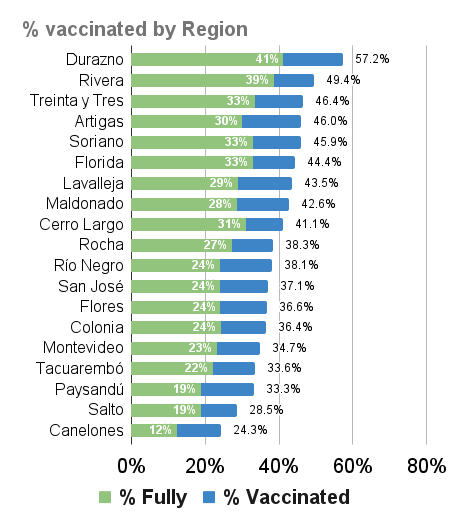 % vaccinated by Region
Durazno 41% 57.2%
Rivera 39% 49.4%
Treinta y Tres 33% 46.4%
Artigas 30% 46.0%
Soriano 33% 45.9%
Florida 33% 44.4%
Lavalleja 29% 43.5%
Maldonado 28% 42.6%
Cerro Largo 31% 41.1%
Rocha 27% 38.3%
Río Negro 24% 38.1%
San José 24% 37.1%
Flores 24% 36.6%
Colonia 24% 36.4%
Montevideo 23% 34.7%
Tacuarembó 22% 33.6%
Paysandú 19% 33.3%
Salto 19% 28.5%
Canelones 12% 24.3%
0% 20% 40% 60% 80%
% Fully % Vaccinated